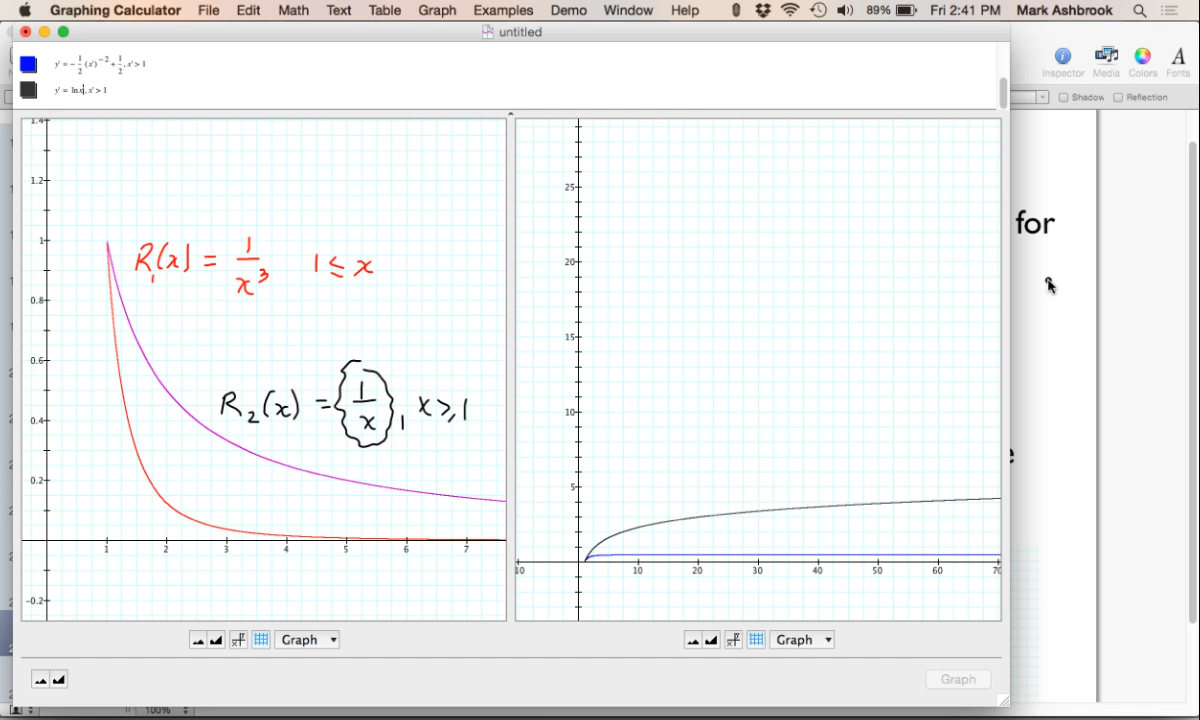 Graphing Calculator File Edit Math Text Table Graph Examples Demo Window Help 89% Fri 2:41 PM Mark Ashbrook
untitled
y' = -1/2 (x')^-2 + 1/2, x' > 1
y' = ln x, x' > 1
Inspector Media Colors Fonts
Shadow Reflection
1.4
1.2
1
0.8
0.6
0.4
0.2
-0.2
1 2 3 4 5 6 7
R₁(x) = 1/x³ 1 ≤ x
R₂(x) = {1/x}, x ≥ 1
25
20
15
10
5
10 10 20 30 40 50 60 70
for
Graph Graph
Graph
100%